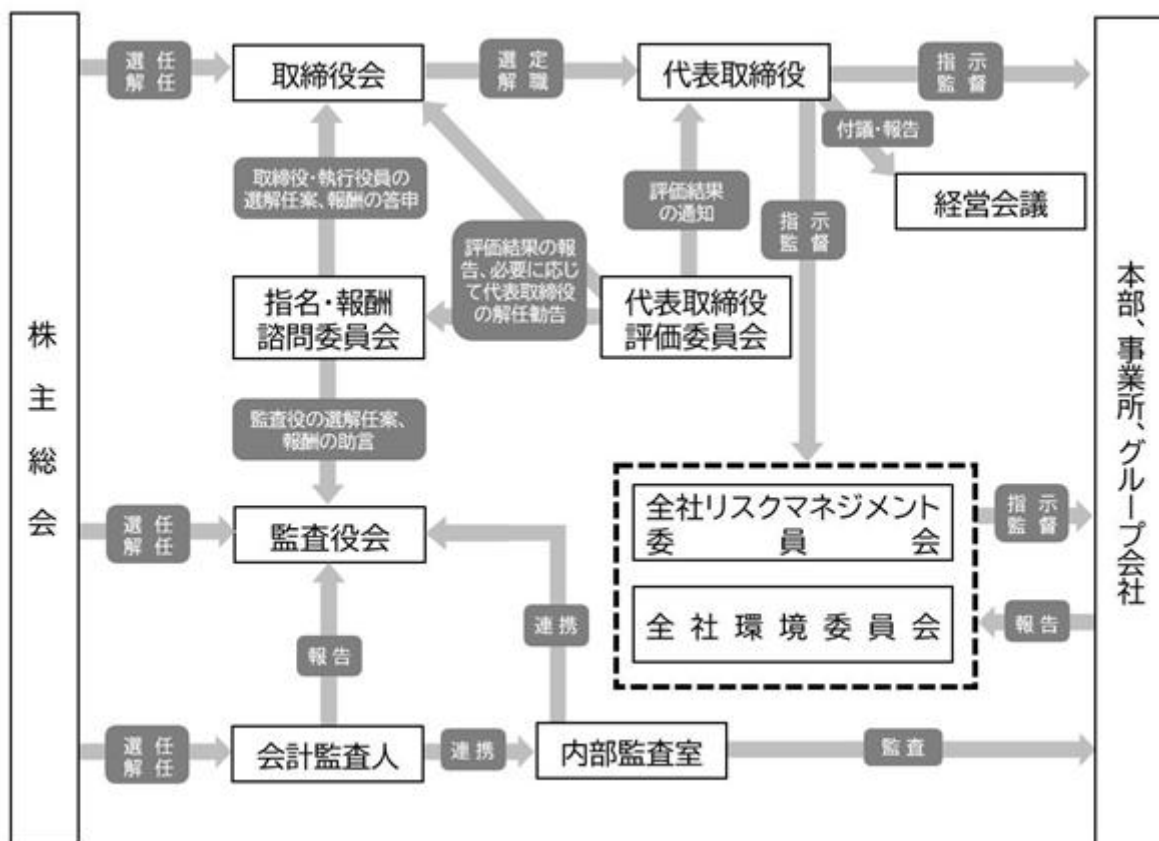 株主総会
選任
解任
取締役会
選定
解職
代表取締役
指示
監督
付議・報告
経営会議
取締役・執行役員の
選解任案、報酬の答申
評価結果
の通知
指示
監督
評価結果の報
告、必要に応じ
て代表取締役
の解任勧告
指名・報酬
諮問委員会
代表取締役
評価委員会
監査役の選解任案、
報酬の助言
選任
解任
監査役会
全社リスクマネジメント
委員会
指示
監督
全社環境委員会
報告
連携
報告
選任
解任
会計監査人
連携
内部監査室
監査
本部、事業所、グループ会社